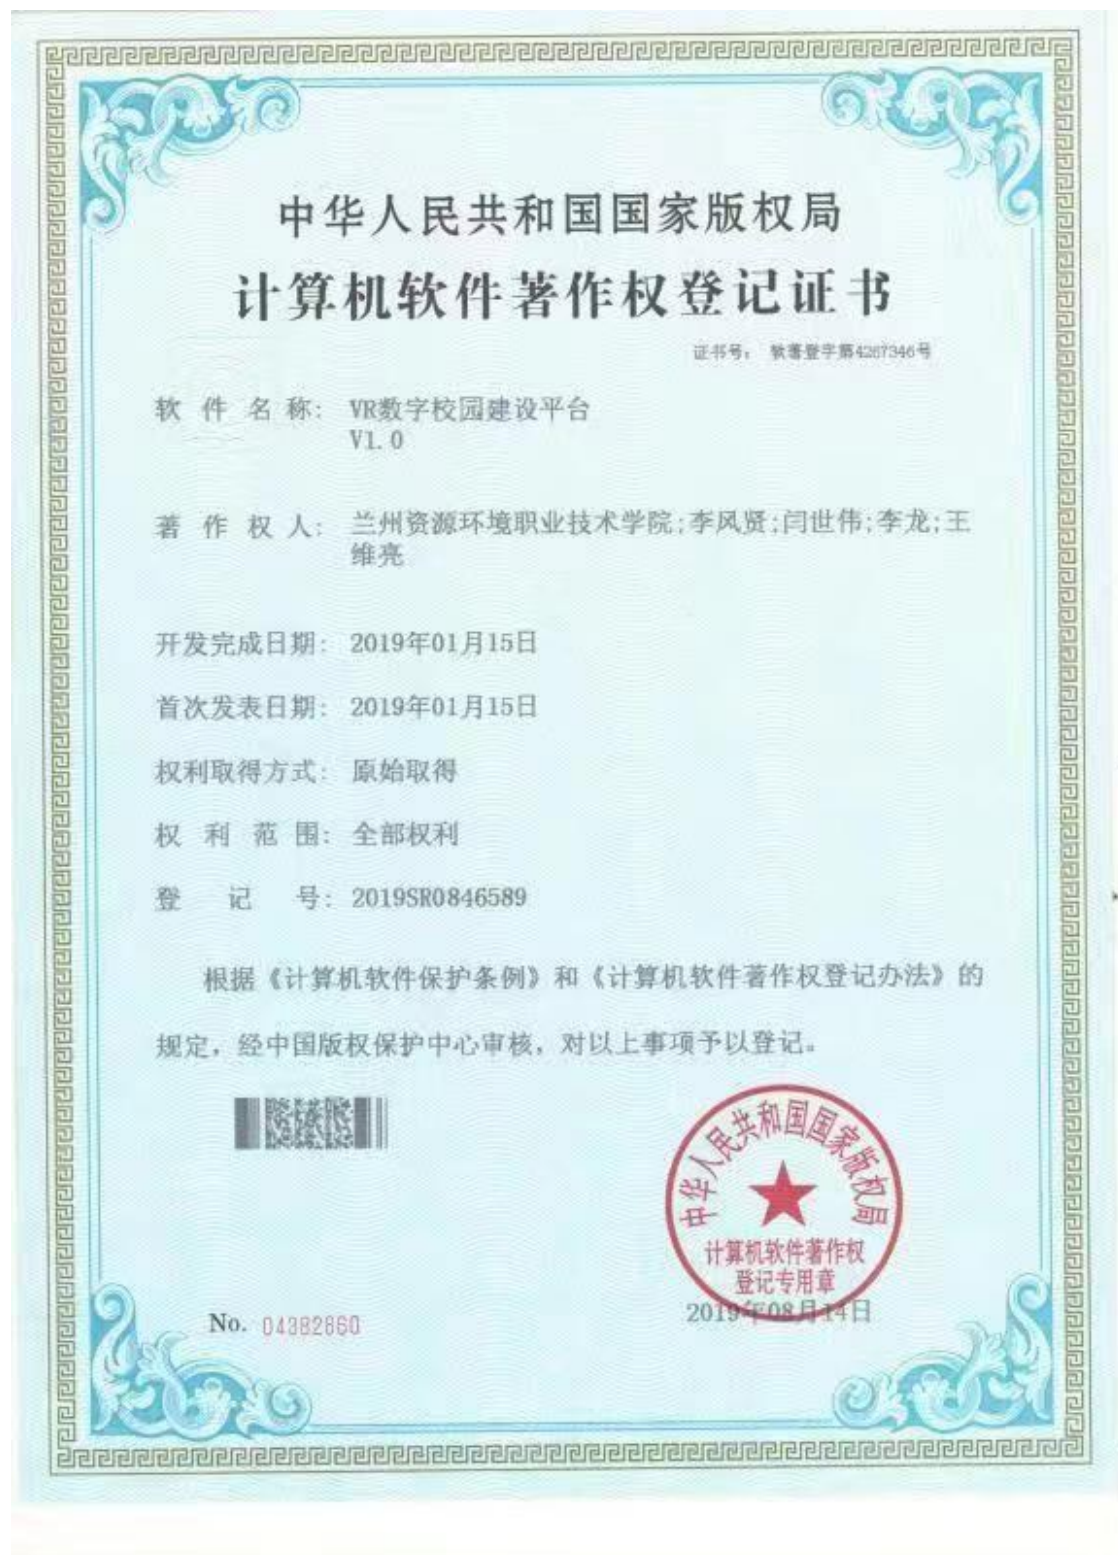 中华人民共和国国家版权局
计算机软件著作权登记证书
证书号： 软著登字第4267346号
软 件 名 称： VR数字校园建设平台
V1.0
著 作 权 人： 兰州资源环境职业技术学院;李风贤;闫世伟;李龙;王
维亮
开发完成日期： 2019年01月15日
首次发表日期： 2019年01月15日
权利取得方式： 原始取得
权 利 范 围： 全部权利
登 记 号： 2019SR0846589
根据《计算机软件保护条例》和《计算机软件著作权登记办法》的
规定，经中国版权保护中心审核，对以上事项予以登记。
中华人民共和国国家版权局
计算机软件著作权
登记专用章
2019年08月14日
No. 04382860